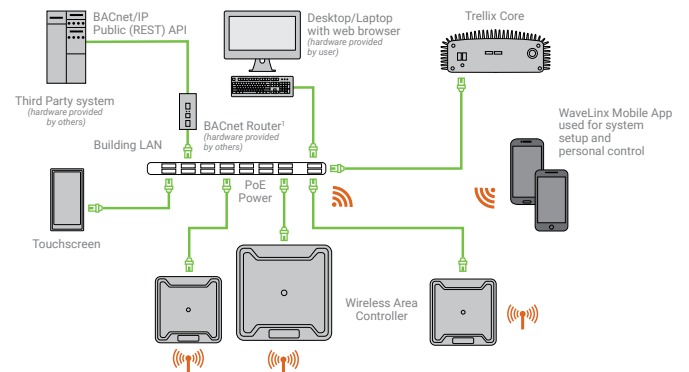 BACnet/IP
Public (REST) API
Desktop/Laptop
with web browser
(hardware provided
by user)
Trellix Core
Third Party system
(hardware provided
by others)
BACnet Router¹
(hardware provided
by others)
Building LAN
WaveLinx Mobile App
used for system
setup and
personal control
PoE
Power
Touchscreen
Wireless Area
Controller